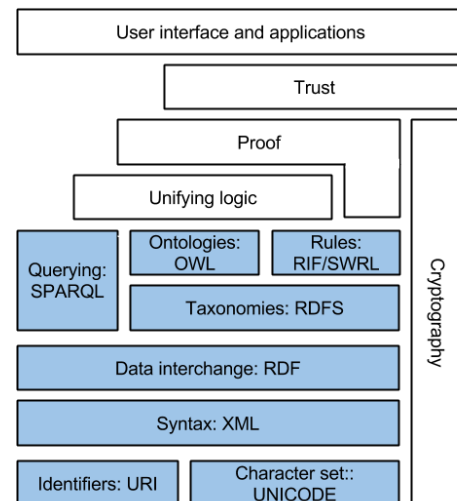 User interface and applications
Trust
Proof
Unifying logic
Querying:
SPARQL
Ontologies:
OWL
Rules:
RIF/SWRL
Taxonomies: RDFS
Cryptography
Data interchange: RDF
Syntax: XML
Identifiers: URI
Character set::
UNICODE